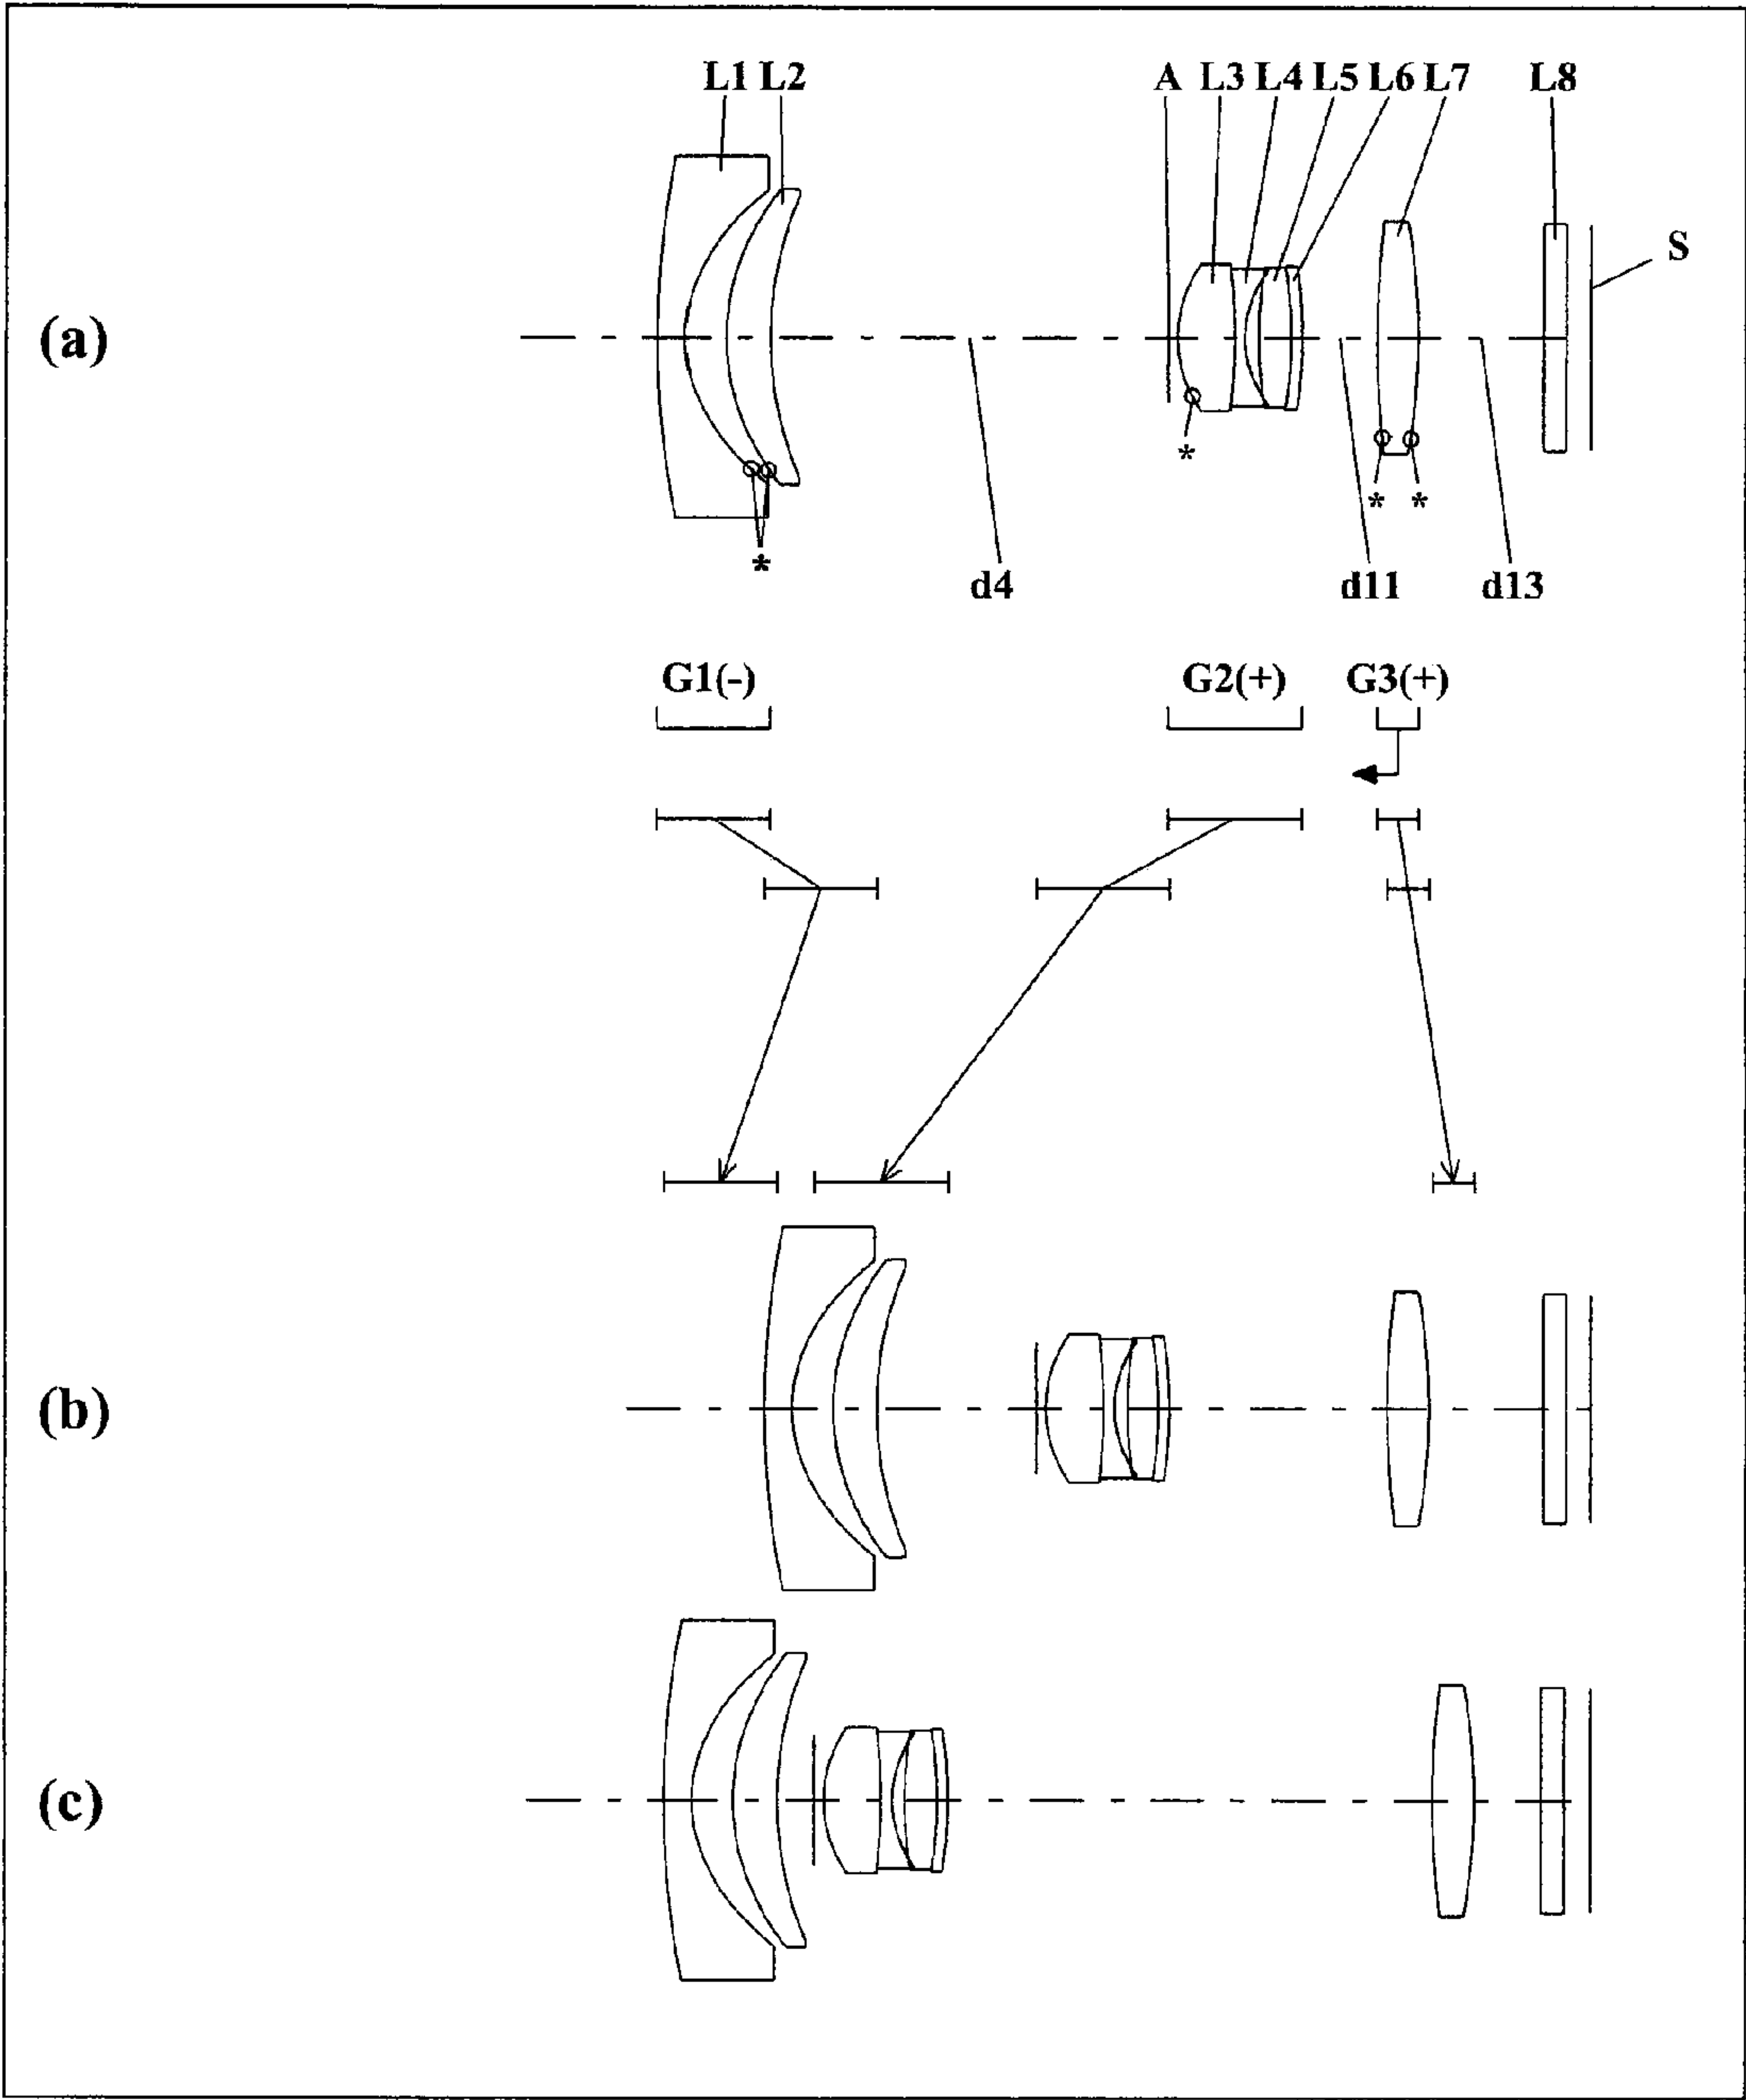 L1 L2 A L3 L4 L5 L6 L7 L8
S
(a)
*
* *
*
d4 d11 d13
G1(-) G2(+) G3(+)
(b)
(c)